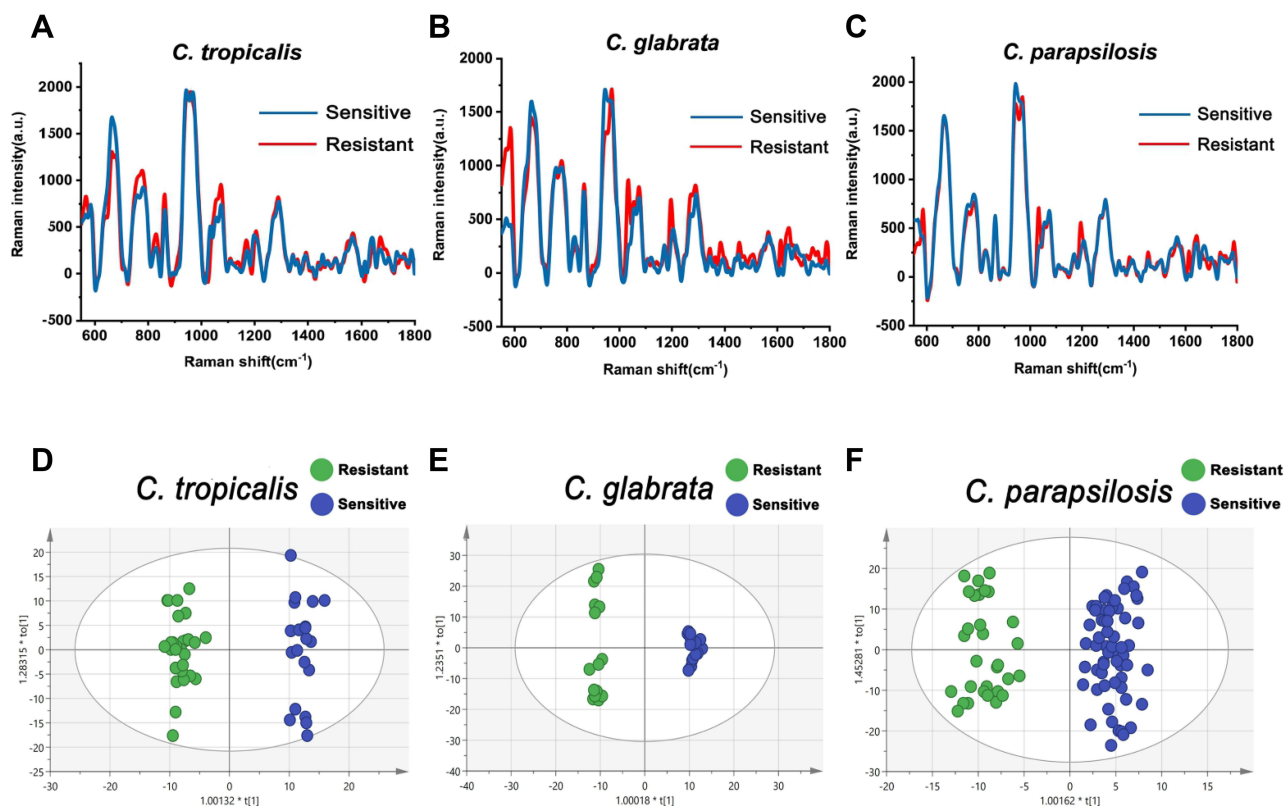 A
C. tropicalis
2000
1500
1000
500
0
-500
Raman intensity(a.u.)
Sensitive
Resistant
600 800 1000 1200 1400 1600 1800
Raman shift(cm-1)
B
C. glabrata
2000
1500
1000
500
0
-500
Raman intensity(a.u.)
Sensitive
Resistant
600 800 1000 1200 1400 1600 1800
Raman shift(cm-1)
C
C. parapsilosis
2000
1500
1000
500
0
-500
Raman intensity(a.u.)
Sensitive
Resistant
600 800 1000 1200 1400 1600 1800
Raman shift(cm-1)
D
C. tropicalis
Resistant
Sensitive
20
15
10
5
0
-5
-10
-15
-20
-25
1.28315 * to[1]
-30 -20 -10 0 10 20 30
1.00132 * t[1]
E
C. glabrata
Resistant
Sensitive
30
20
10
0
-10
-20
-30
-40
1.2351 * to[1]
-40 -30 -20 -10 0 10 20 30 40
1.00018 * t[1]
F
C. parapsilosis
Resistant
Sensitive
20
10
0
-10
-20
-30
1.45281 * to[1]
-20 -15 -10 -5 0 5 10 15 20
1.00162 * t[1]